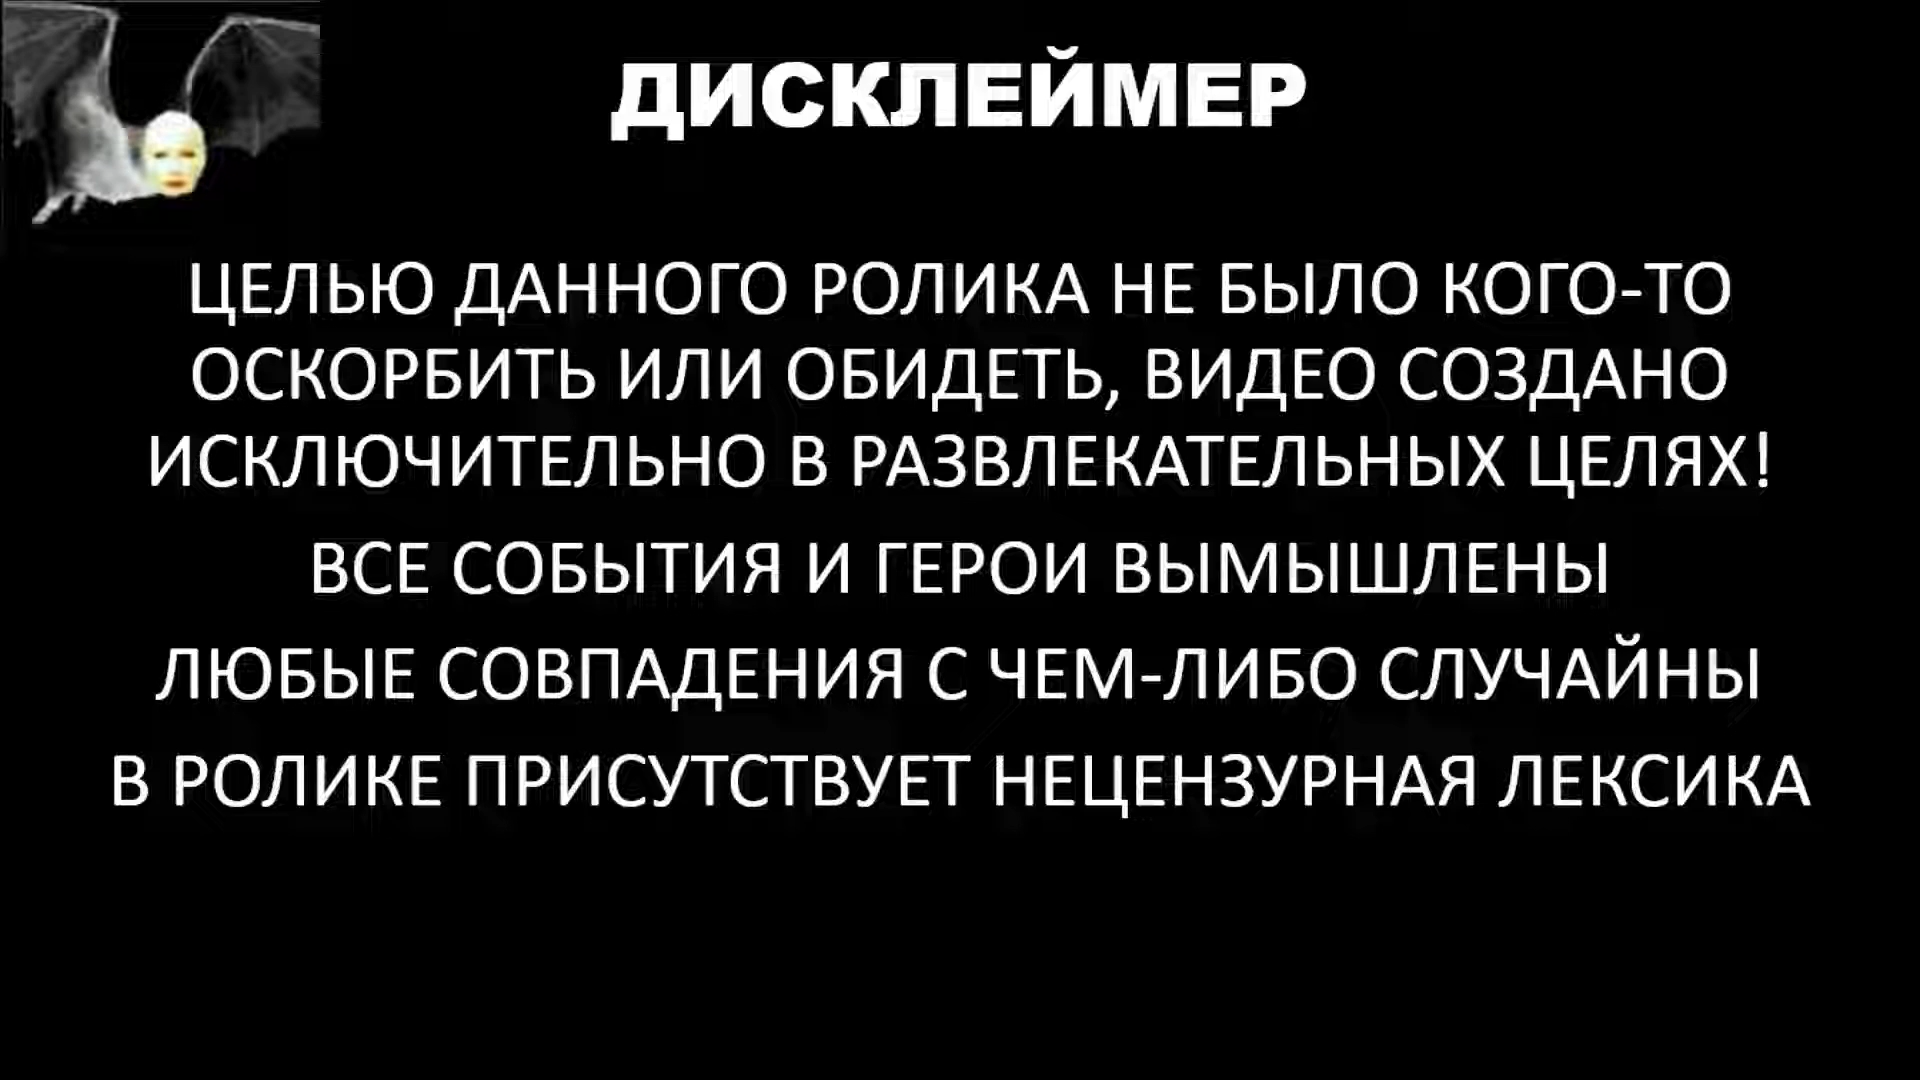 ДИСКЛЕЙМЕР
ЦЕЛЬЮ ДАННОГО РОЛИКА НЕ БЫЛО КОГО-ТО
ОСКОРБИТЬ ИЛИ ОБИДЕТЬ, ВИДЕО СОЗДАНО
ИСКЛЮЧИТЕЛЬНО В РАЗВЛЕКАТЕЛЬНЫХ ЦЕЛЯХ!
ВСЕ СОБЫТИЯ И ГЕРОИ ВЫМЫШЛЕНЫ
ЛЮБЫЕ СОВПАДЕНИЯ С ЧЕМ-ЛИБО СЛУЧАЙНЫ
В РОЛИКЕ ПРИСУТСТВУЕТ НЕЦЕНЗУРНАЯ ЛЕКСИКА